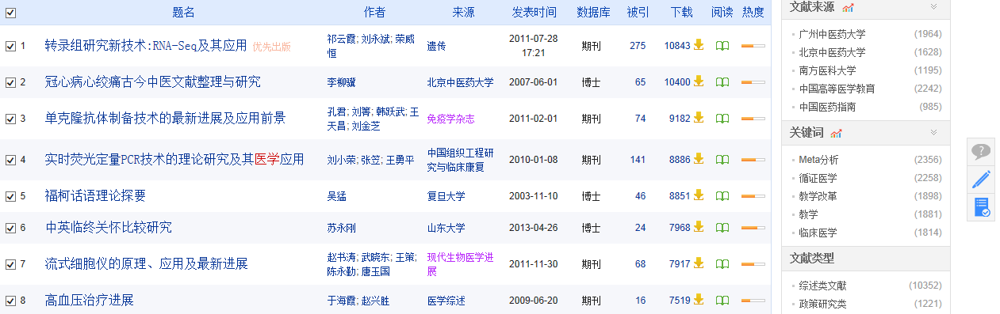 题名 作者 来源 发表时间 数据库 被引 下载 阅读 热度
1 转录组研究新技术:RNA-Seq及其应用 优先出版 祁云霞; 刘永斌; 荣威恒 遗传 2011-07-28 17:21 期刊 275 10843
2 冠心病心绞痛古今中医文献整理与研究 李柳骥 北京中医药大学 2007-06-01 博士 65 10400
3 单克隆抗体制备技术的最新进展及应用前景 孔君; 刘箐; 韩跃武; 王天昌; 刘金芝 免疫学杂志 2011-02-01 期刊 74 9182
4 实时荧光定量PCR技术的理论研究及其医学应用 刘小荣; 张笠; 王勇平 中国组织工程研究与临床康复 2010-01-08 期刊 141 8886
5 福柯话语理论探要 吴猛 复旦大学 2003-11-10 博士 46 8851
6 中英临终关怀比较研究 苏永刚 山东大学 2013-04-26 博士 24 7968
7 流式细胞仪的原理、应用及最新进展 赵书涛; 武晓东; 王策; 陈永勤; 唐玉国 现代生物医学进展 2011-11-30 期刊 68 7917
8 高血压治疗进展 于海霞; 赵兴胜 医学综述 2009-06-20 期刊 16 7519
文献来源
广州中医药大学 (1964)
北京中医药大学 (1628)
南方医科大学 (1195)
中国高等医学教育 (2242)
中国医药指南 (985)
关键词
Meta分析 (2356)
循证医学 (2258)
教学改革 (1898)
教学 (1881)
临床医学 (1814)
文献类型
综述类文献 (10352)
政策研究类 (1221)